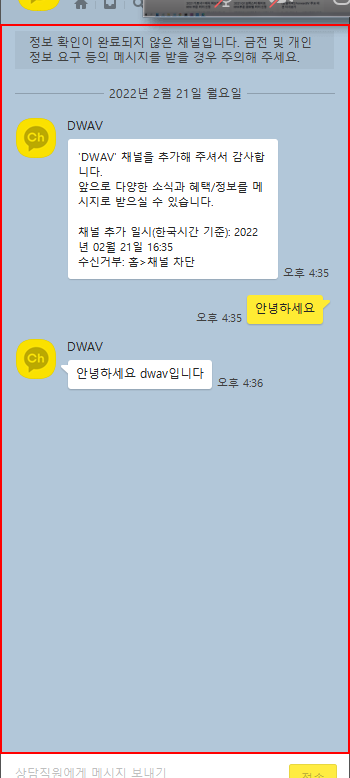 정보 확인이 완료되지 않은 채널입니다. 금전 및 개인
정보 요구 등의 메시지를 받을 경우 주의해 주세요.
2022년 2월 21일 월요일
Ch
DWAV
'DWAV' 채널을 추가해 주셔서 감사합
니다.
앞으로 다양한 소식과 혜택/정보를 메
시지로 받으실 수 있습니다.
채널 추가 일시(한국시간 기준): 2022
년 02월 21일 16:35
수신거부: 홈>채널 차단
오후 4:35
안녕하세요
오후 4:35
Ch
DWAV
안녕하세요 dwav입니다
오후 4:36
상담직원에게 메시지 보내기
전송